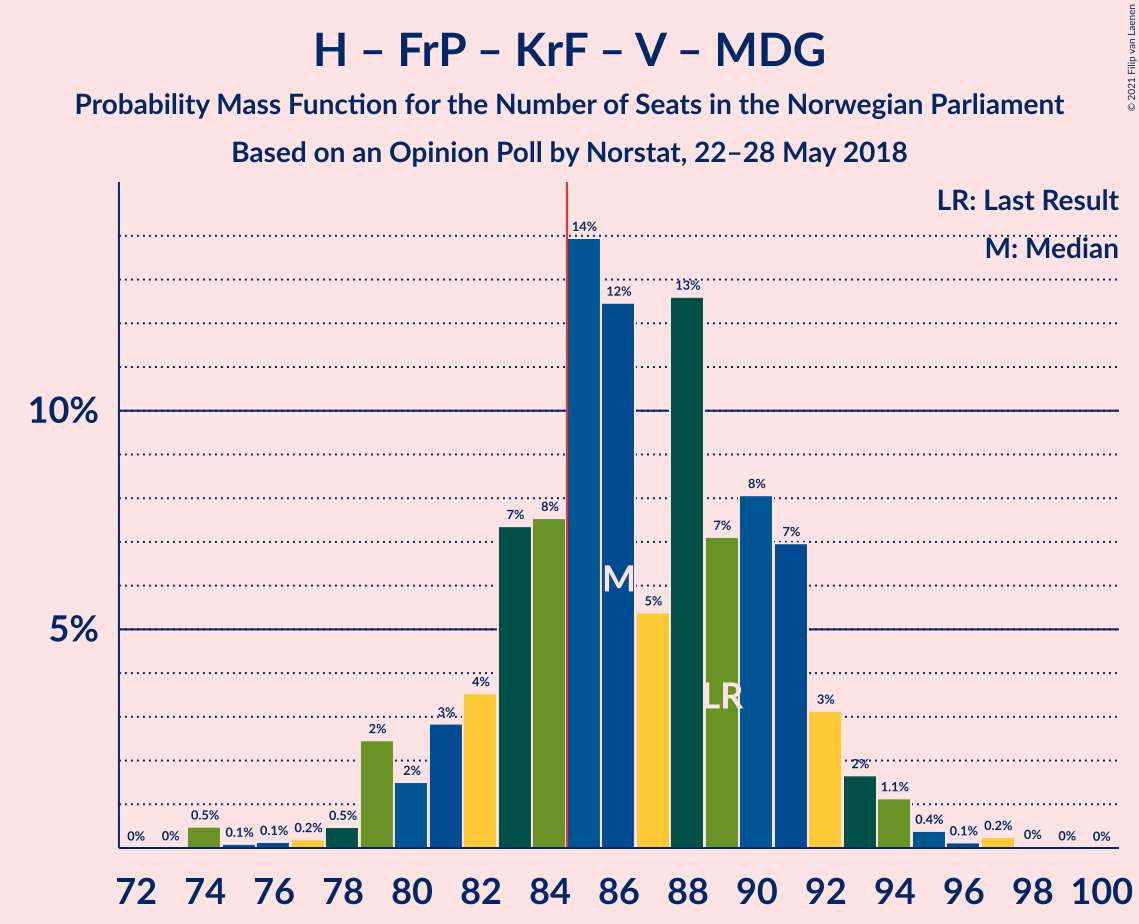 H – FrP – KrF – V – MDG
Probability Mass Function for the Number of Seats in the Norwegian Parliament
Based on an Opinion Poll by Norstat, 22–28 May 2018
© 2021 Filip van Laenen
LR: Last Result
M: Median
10%
5%
0% 0% 0.5% 0.1% 0.1% 0.2% 0.5% 2% 2% 3% 4% 7% 8% 14% 12% 5% 13% 7% 8% 7% 3% 2% 1.1% 0.4% 0.1% 0.2% 0% 0% 0%
M
LR
72 74 76 78 80 82 84 86 88 90 92 94 96 98 100